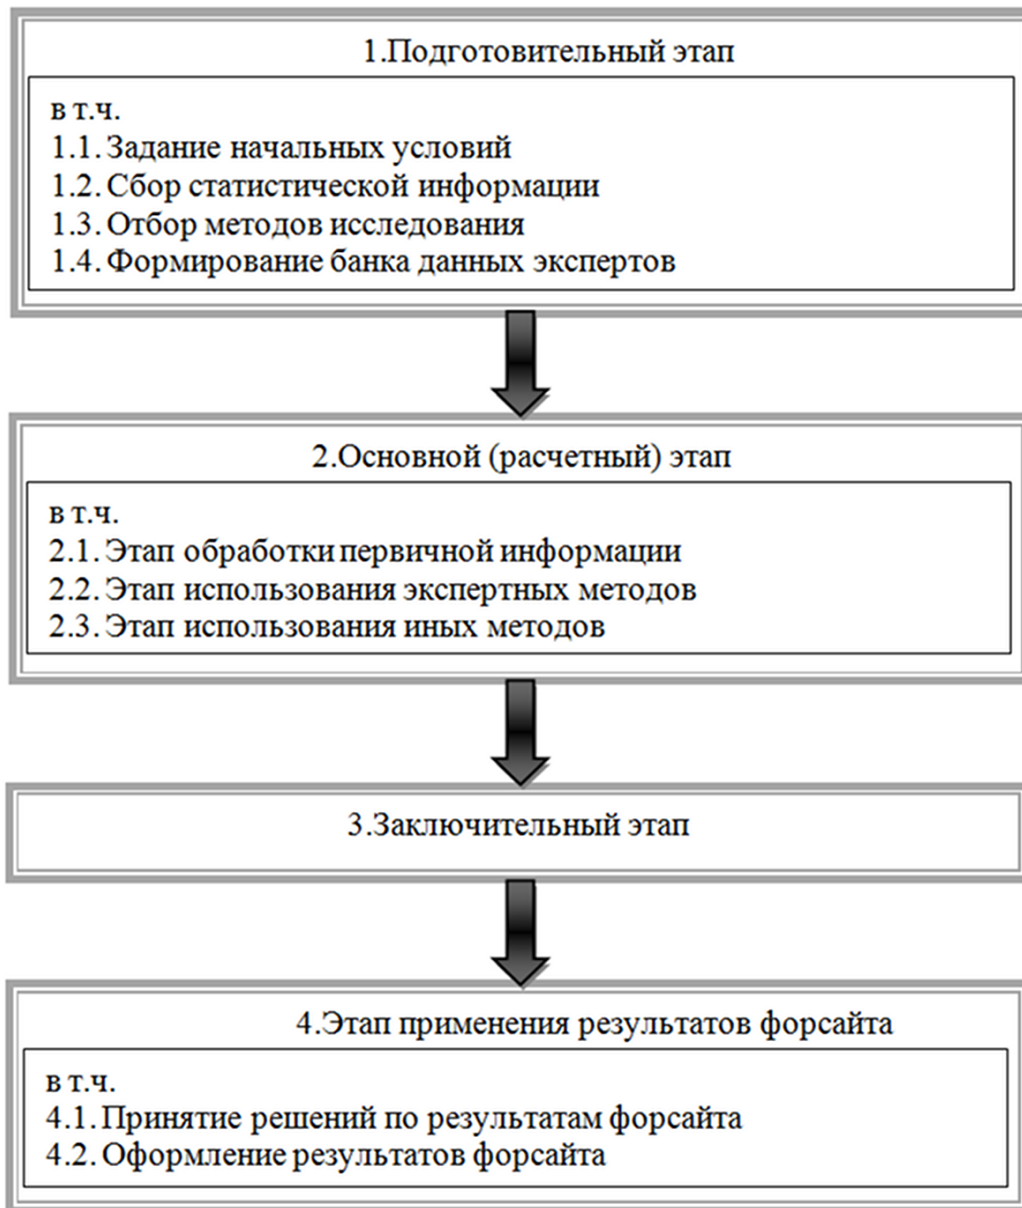 1.Подготовительный этап
в т.ч.
1.1. Задание начальных условий
1.2. Сбор статистической информации
1.3. Отбор методов исследования
1.4. Формирование банка данных экспертов
2.Основной (расчетный) этап
в т.ч.
2.1. Этап обработки первичной информации
2.2. Этап использования экспертных методов
2.3. Этап использования иных методов
3.Заключительный этап
4.Этап применения результатов форсайта
в т.ч.
4.1. Принятие решений по результатам форсайта
4.2. Оформление результатов форсайта